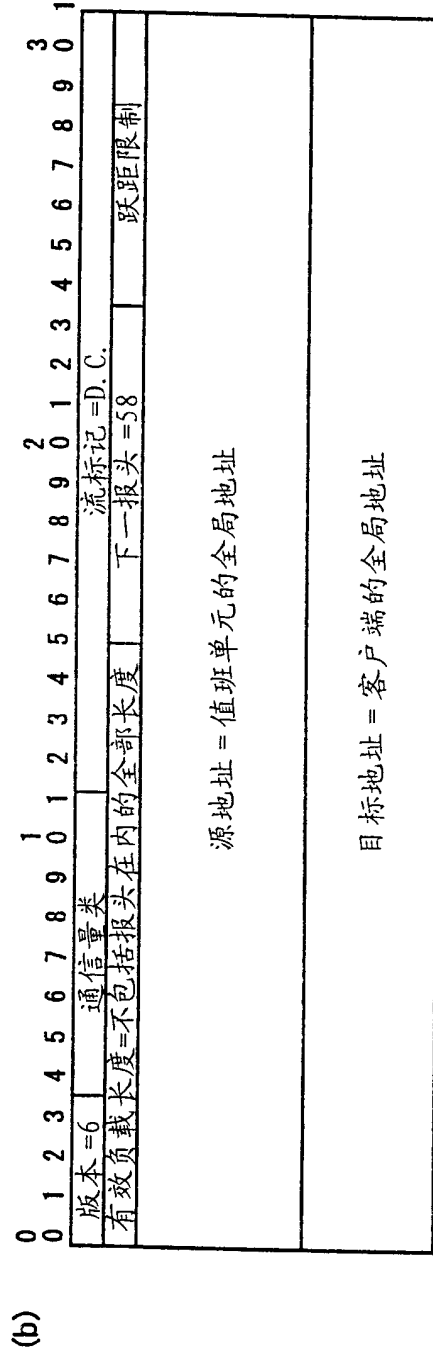 (b)
0 1 2 3
0 1 2 3 4 5 6 7 8 9 0 1 2 3 4 5 6 7 8 9 0 1 2 3 4 5 6 7 8 9 0 1
版本=6 通信量类 流标记=D.C.
有效负载长度=不包括报头在内的全部长度 下一报头=58 跃距限制
源地址=值班单元的全局地址
目标地址=客户端的全局地址